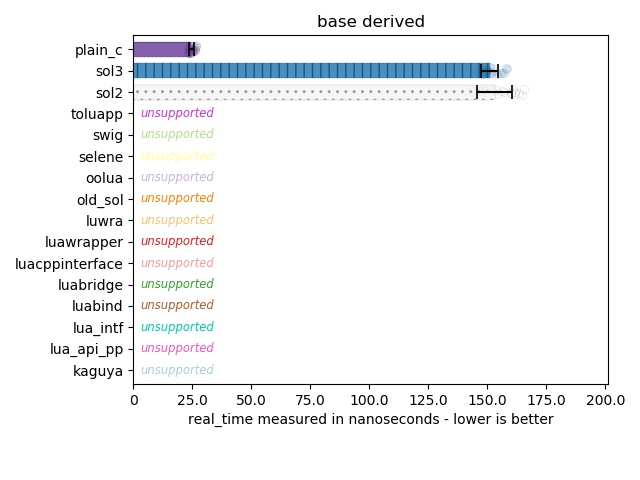 base derived
plain_c
sol3
sol2
toluapp unsupported
swig unsupported
selene unsupported
oolua unsupported
old_sol unsupported
luwra unsupported
luawrapper unsupported
luacppinterface unsupported
luabridge unsupported
luabind unsupported
lua_intf unsupported
lua_api_pp unsupported
kaguya unsupported
0 25.0 50.0 75.0 100.0 125.0 150.0 175.0 200.0
real_time measured in nanoseconds - lower is better